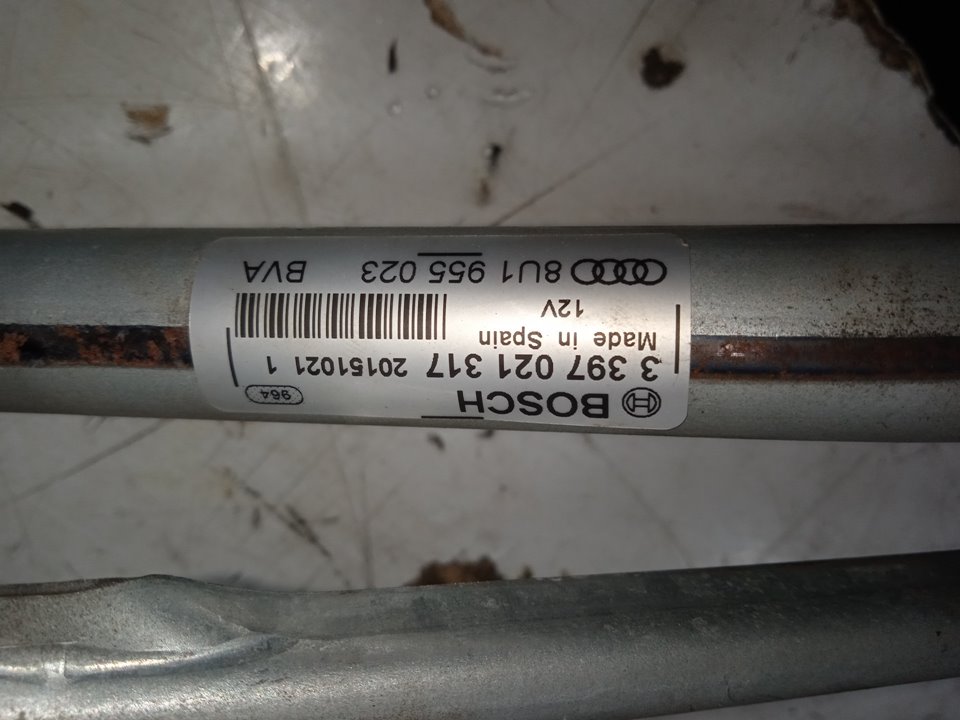 BOSCH
964
3 397 021 317 20151021 1
Made in Spain
12V
8U1 955 023 BVA